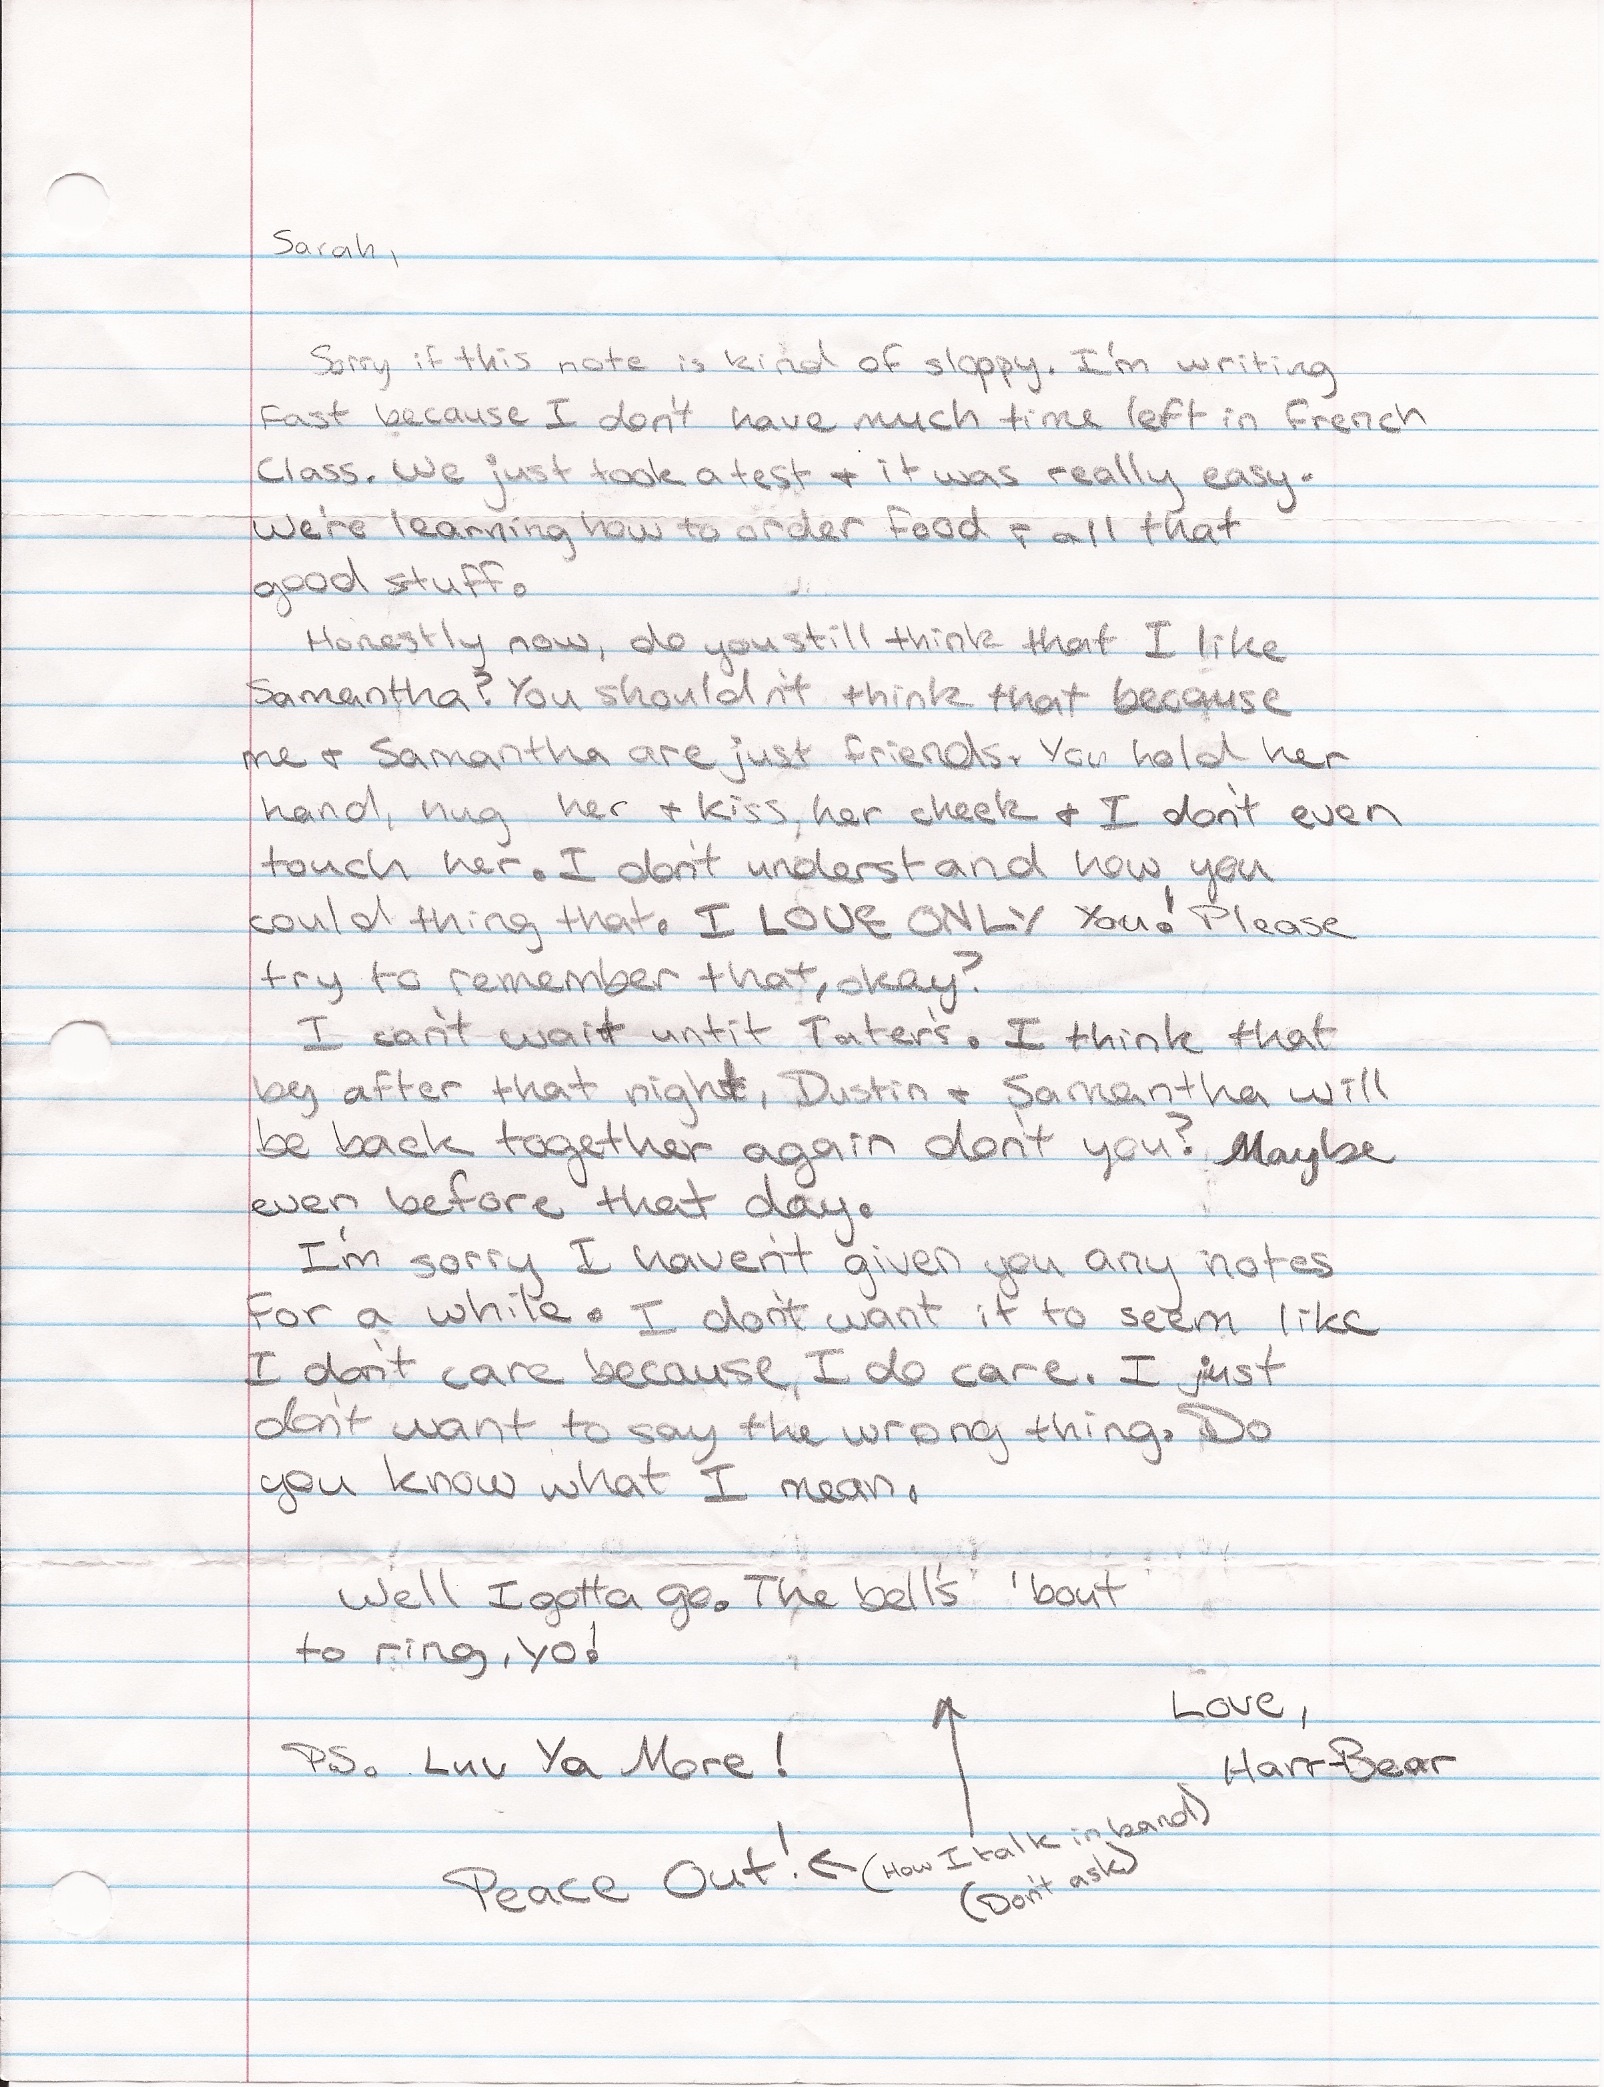 Sarah,
Sorry if this note is kind of sloppy. I'm writing
Fast because I don't have much time left in French
Class. We just took a test & it was really easy.
We're learning how to order food & all that
good stuff.
Honestly now, do you still think that I like
Samantha? You shouldn't think that because
me & Samantha are just friends. You hold her
hand, hug her & kiss, her cheek & I don't even
touch her. I don't understand how you
could thing that. I LOVE ONLY You! Please
try to remember that, okay?
I can't wait until Tater's. I think that
by after that night, Dustin & Samantha will
be back together again don't you? Maybe
even before that day.
I'm sorry I haven't given you any notes
for a while. I don't want it to seem like
I don't care because, I do care. I just
don't want to say the wrong thing. Do
you know what I mean.
Well I gotta go. The bell's 'bout
to ring, yo!
Love,
P.S. Luv Ya More!
Harr-Bear
Peace Out! ← (How I talk in band)
(Don't ask)